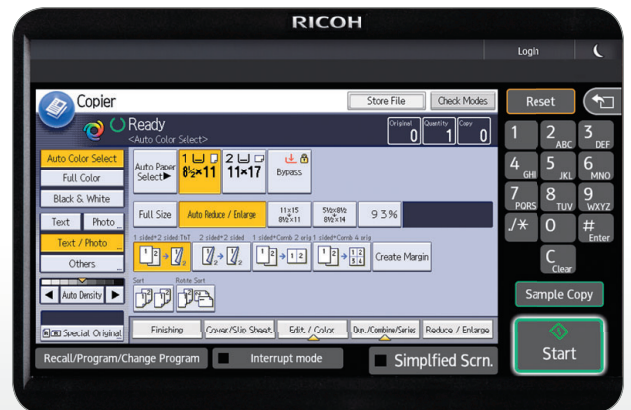 RICOH
Login
Copier
Store File
Check Modes
Ready
<Auto Color Select>
Original
0
Quantity
1
Copy
0
Auto Color Select
Full Color
Black & White
Text
Photo
Text / Photo
Others
Auto Density
Special Original
Auto Paper
Select▶
1
8½×11
2
11×17
Bypass
Full Size
Auto Reduce / Enlarge
11×15
8½×11
5½×8½
8½×14
93%
1 sided→2 sided TtT
2 sided→2 sided
1 sided→Comb 2 orig
1 sided→Comb 4 orig
Create Margin
Sort
Rotate Sort
Finishing
Cover/Slip Sheet
Edit / Color
Dup./Combine/Series
Reduce / Enlarge
Recall/Program/Change Program
Interrupt mode
Simplfied Scrn.
Reset
1
2 ABC
3 DEF
4 GHI
5 JKL
6 MNO
7 PQRS
8 TUV
9 WXYZ
./*
0
# Enter
C Clear
Sample Copy
Start